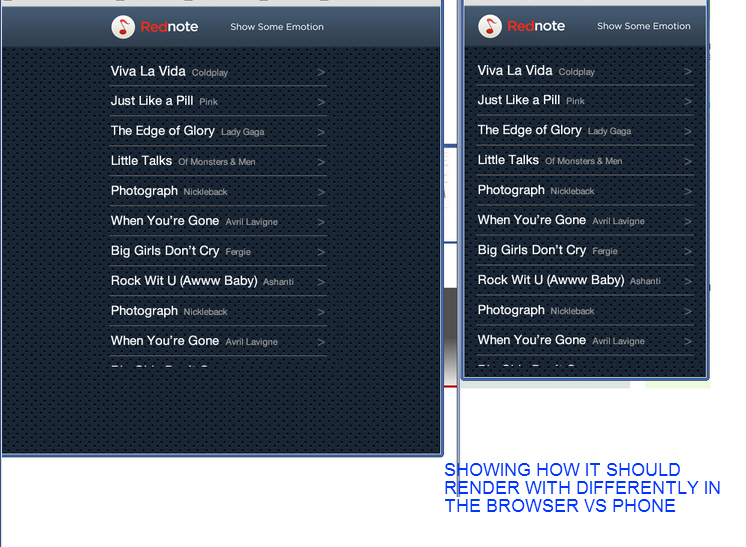 Rednote Show Some Emotion
Viva La Vida Coldplay >
Just Like a Pill Pink >
The Edge of Glory Lady Gaga >
Little Talks Of Monsters & Men >
Photograph Nickleback >
When You’re Gone Avril Lavigne >
Big Girls Don’t Cry Fergie >
Rock Wit U (Awww Baby) Ashanti >
Photograph Nickleback >
When You’re Gone Avril Lavigne >
Rednote Show Some Emotion
Viva La Vida Coldplay >
Just Like a Pill Pink >
The Edge of Glory Lady Gaga >
Little Talks Of Monsters & Men >
Photograph Nickleback >
When You’re Gone Avril Lavigne >
Big Girls Don’t Cry Fergie >
Rock Wit U (Awww Baby) Ashanti >
Photograph Nickleback >
When You’re Gone Avril Lavigne >
SHOWING HOW IT SHOULD
RENDER WITH DIFFERENTLY IN
THE BROWSER VS PHONE